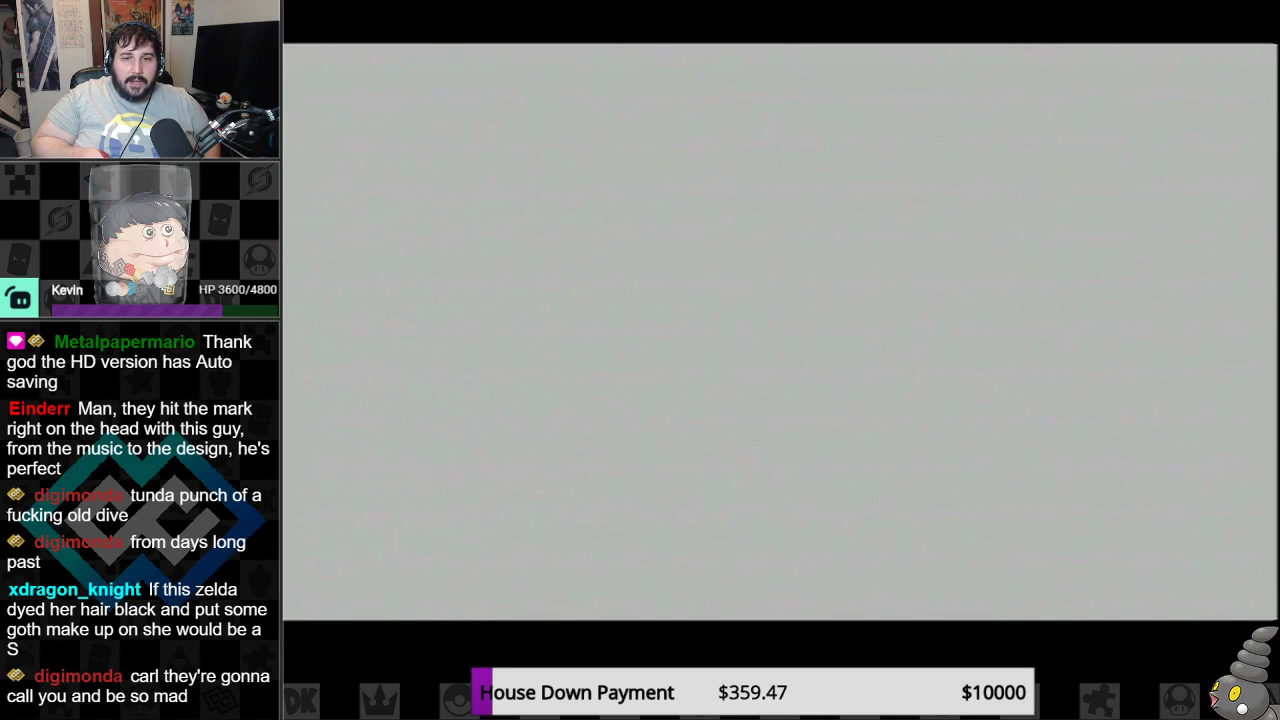 Kevin HP 3600/4800
Metalpapermario Thank
god the HD version has Auto
saving
Einderr Man, they hit the mark
right on the head with this guy,
from the music to the design, he's
perfect
digimonda tunda punch of a
fucking old dive
digimonda from days long
past
xdragon_knight If this zelda
dyed her hair black and put some
goth make up on she would be a
S
digimonda carl they're gonna
call you and be so mad
House Down Payment $359.47 $10000
DK